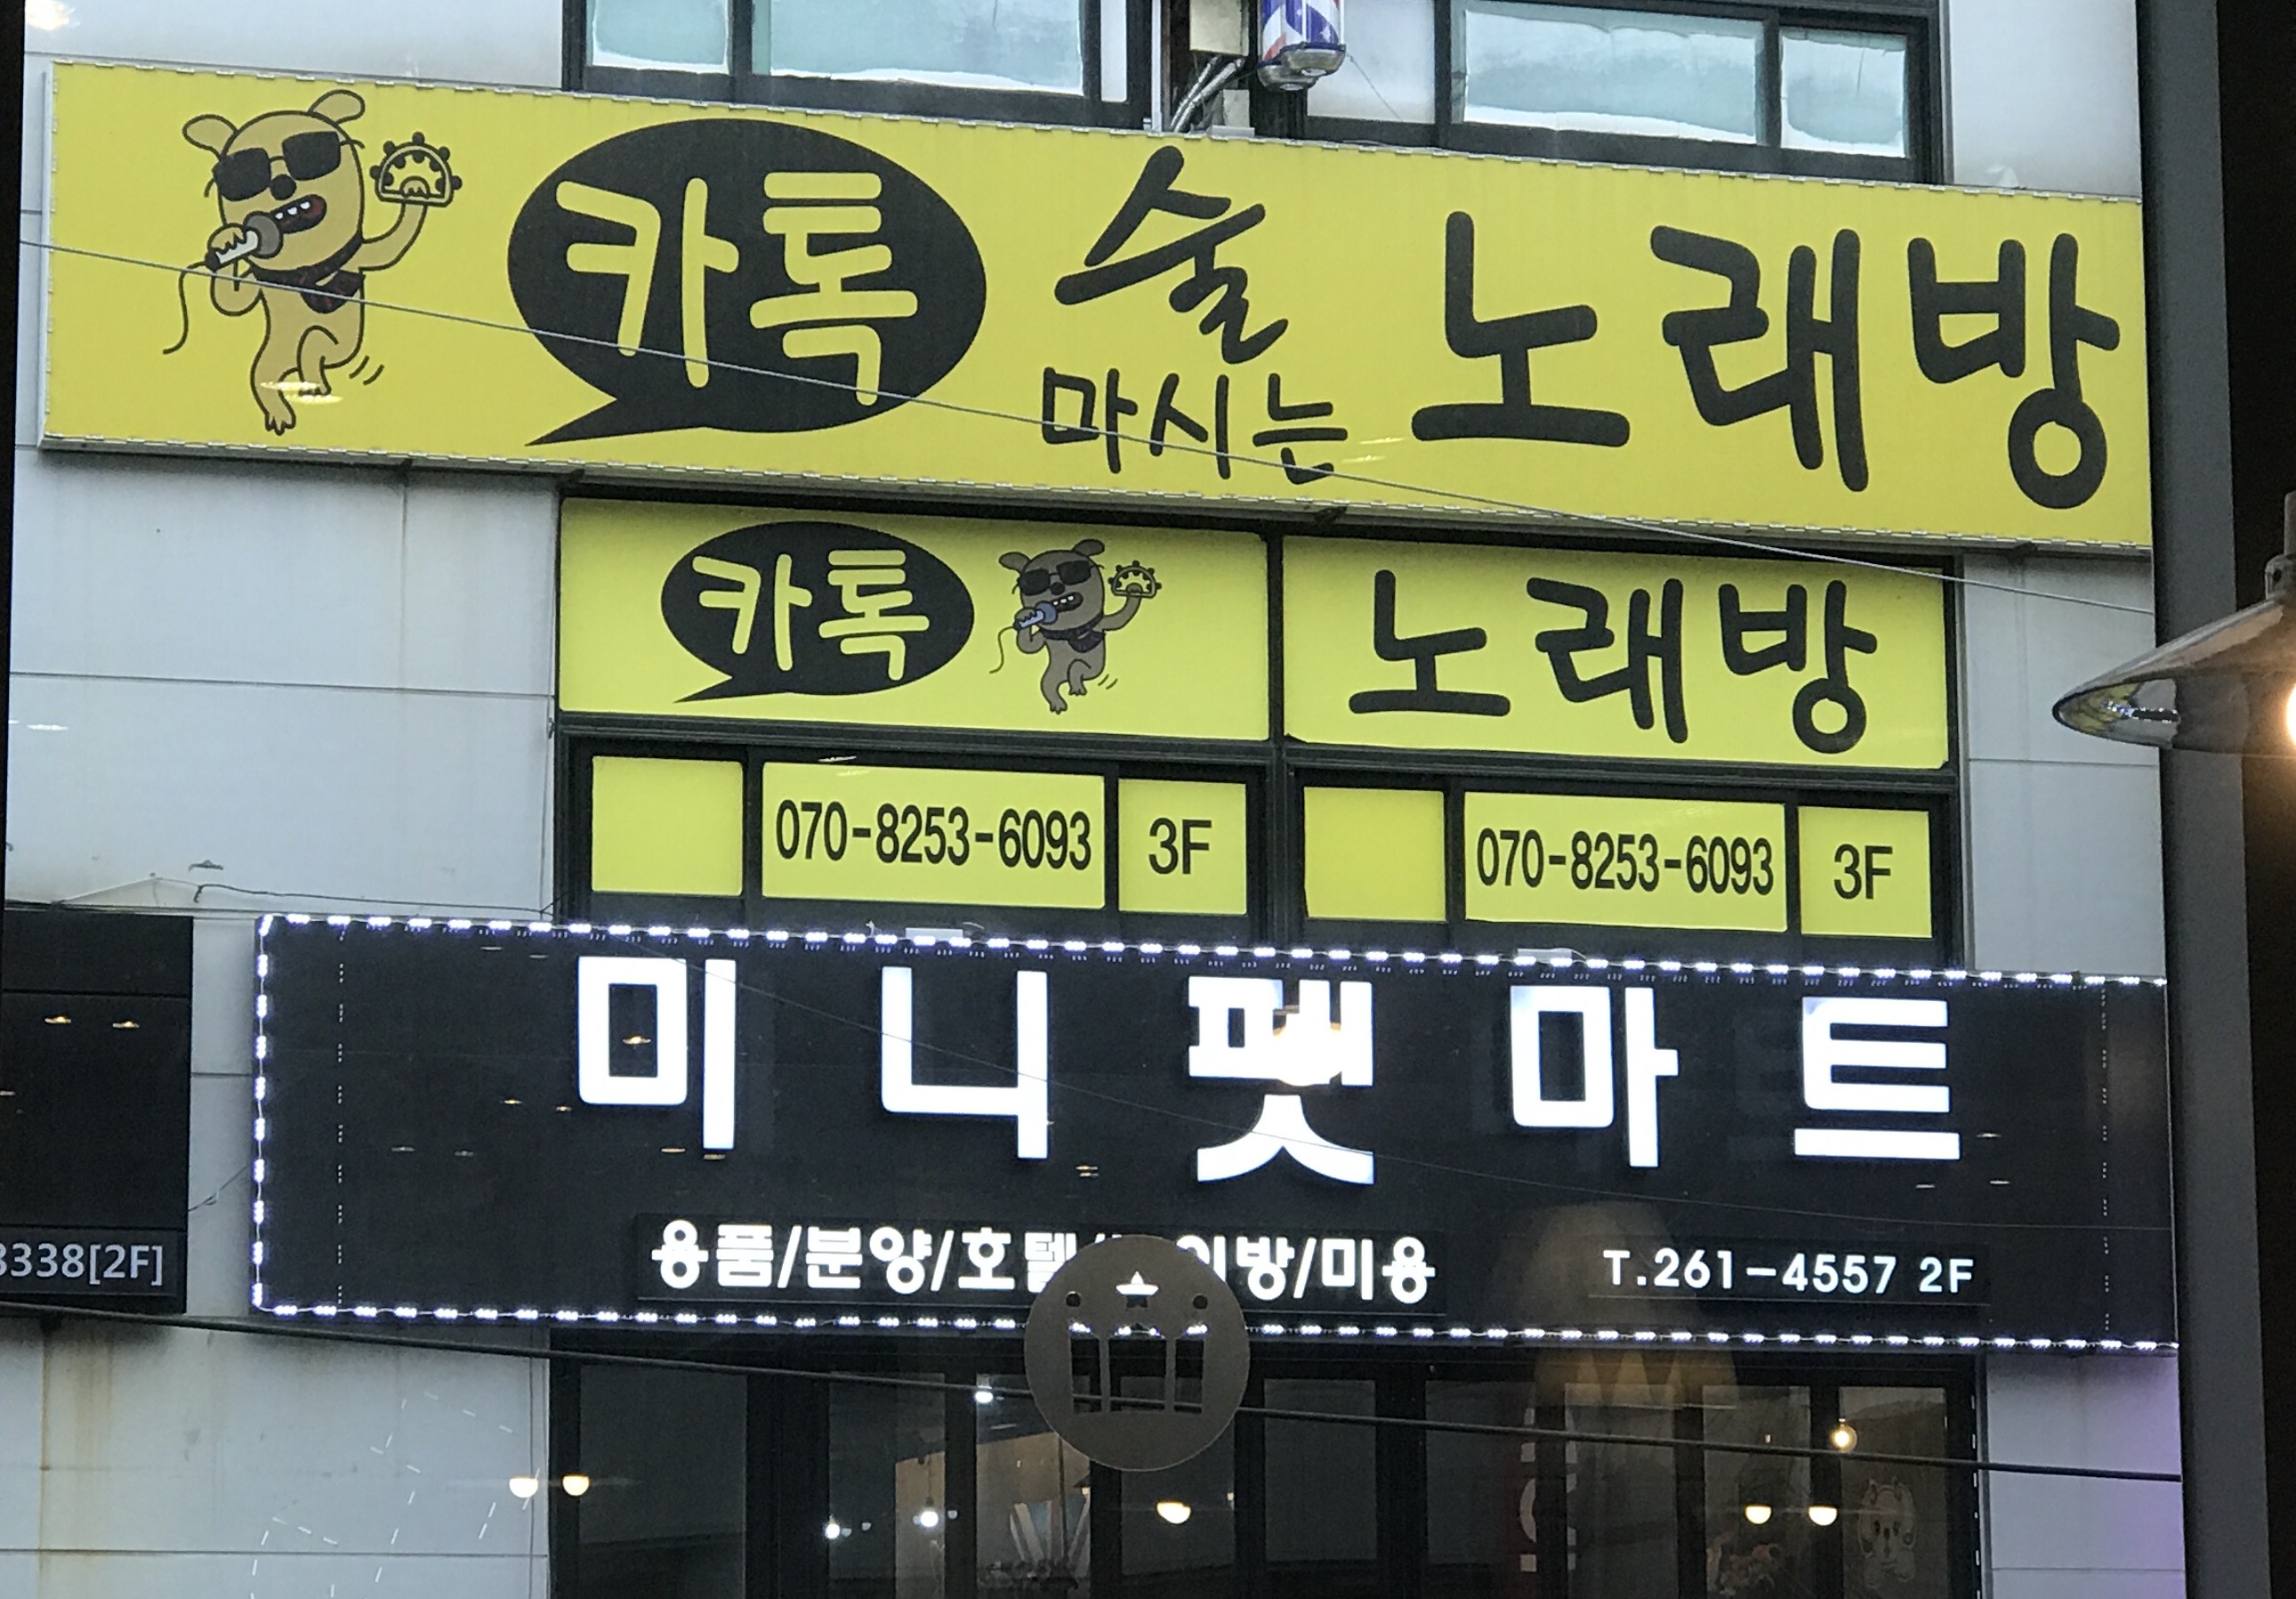 카톡 술 마시는 노래방
카톡 노래방
070-8253-6093 3F 070-8253-6093 3F
미니펫마트
용품/분양/호텔/ 이방/미용 T.261-4557 2F
8338[2F]